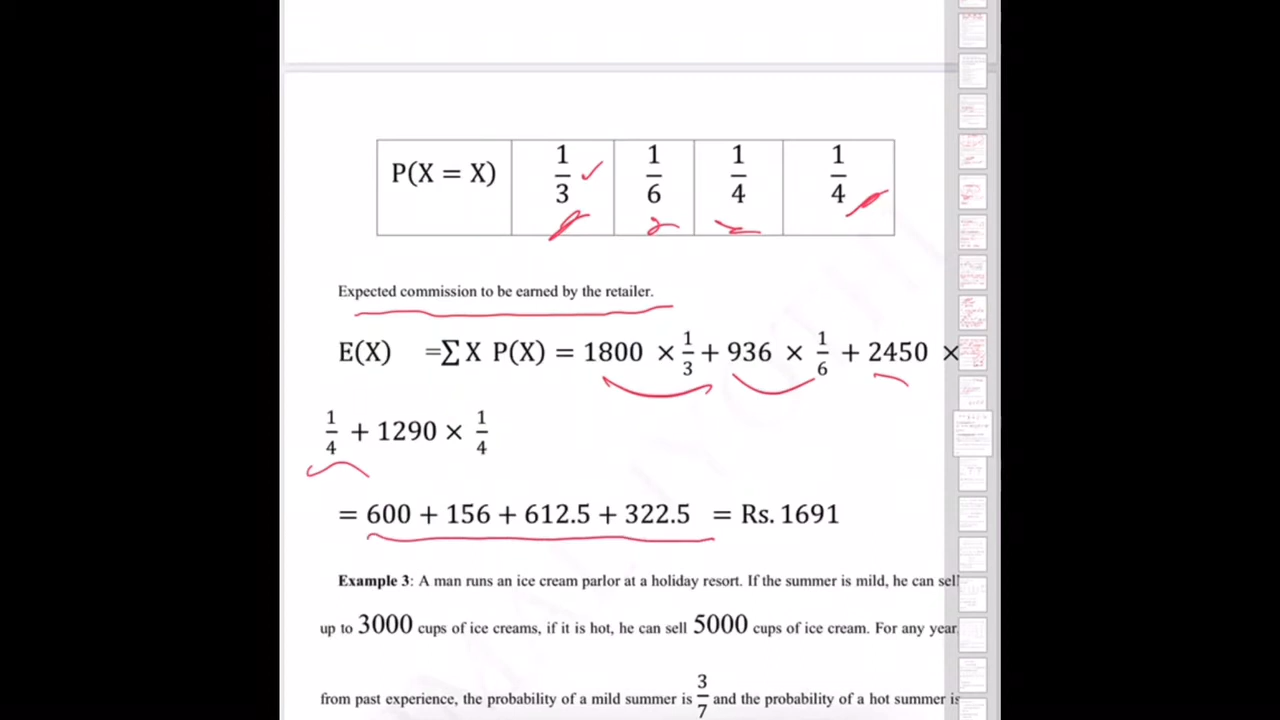 P(X = X) 1/3 1/6 1/4 1/4
Expected commission to be earned by the retailer.
E(X) =∑ X P(X) = 1800 × 1/3 + 936 × 1/6 + 2450 ×
1/4 + 1290 × 1/4
= 600 + 156 + 612.5 + 322.5 = Rs. 1691
Example 3: A man runs an ice cream parlor at a holiday resort. If the summer is mild, he can sell
up to 3000 cups of ice creams, if it is hot, he can sell 5000 cups of ice cream. For any year
from past experience, the probability of a mild summer is 3/7 and the probability of a hot summer is